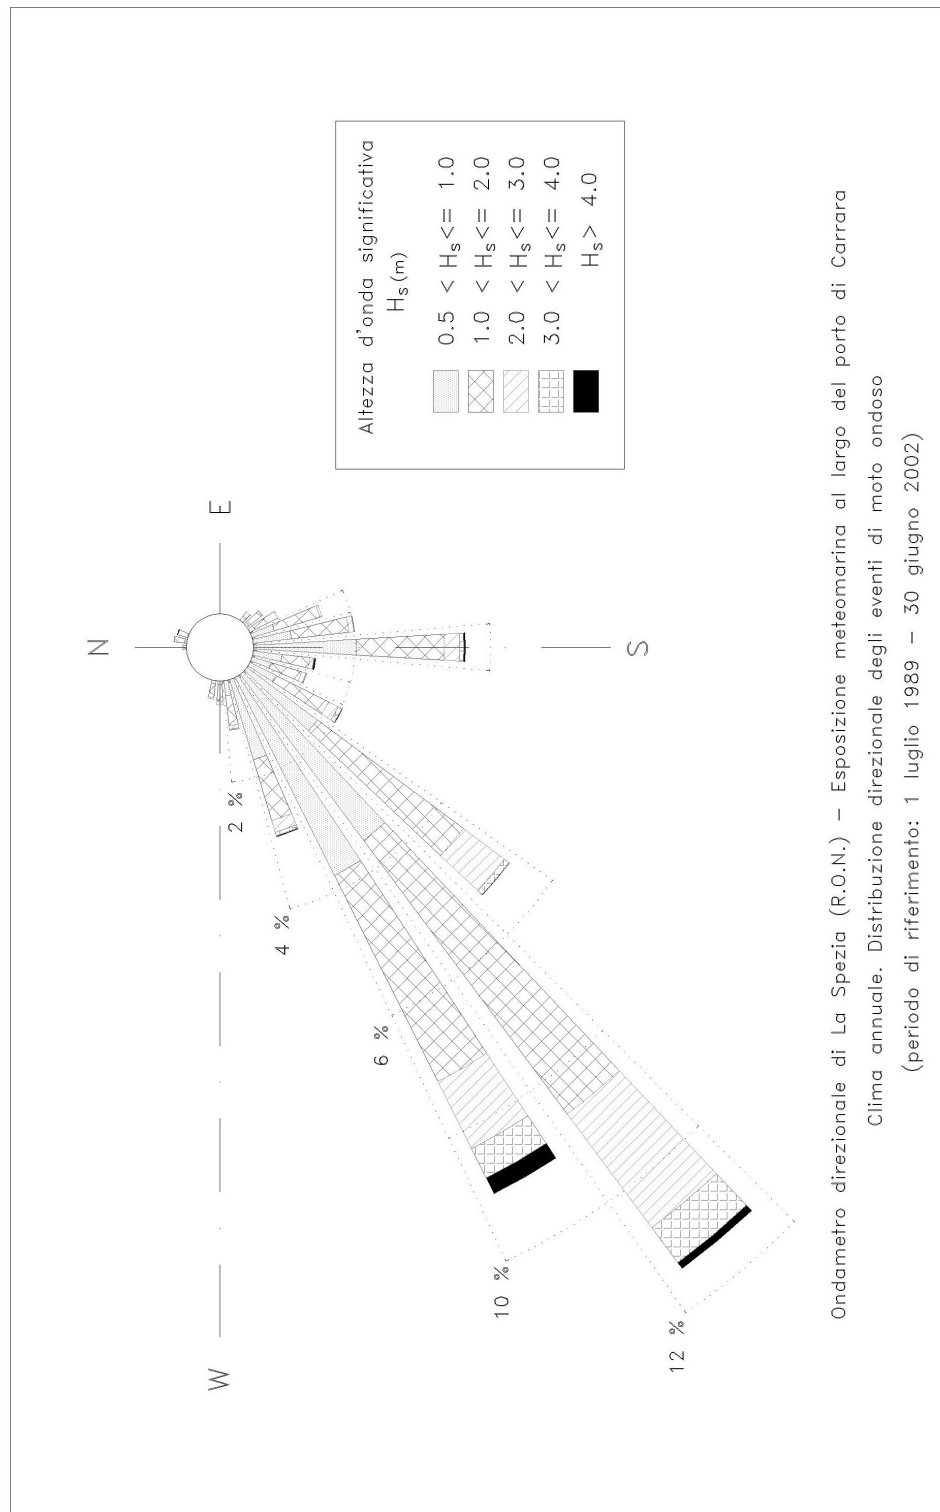 N
E
S
W
2 %
4 %
6 %
10 %
12 %
Altezza d'onda significativa
Hs(m)
0.5 < Hs<= 1.0
1.0 < Hs<= 2.0
2.0 < Hs<= 3.0
3.0 < Hs<= 4.0
Hs> 4.0
Ondametro direzionale di La Spezia (R.O.N.) – Esposizione meteomarina al largo del porto di Carrara
Clima annuale. Distribuzione direzionale degli eventi di moto ondoso
(periodo di riferimento: 1 luglio 1989 – 30 giugno 2002)